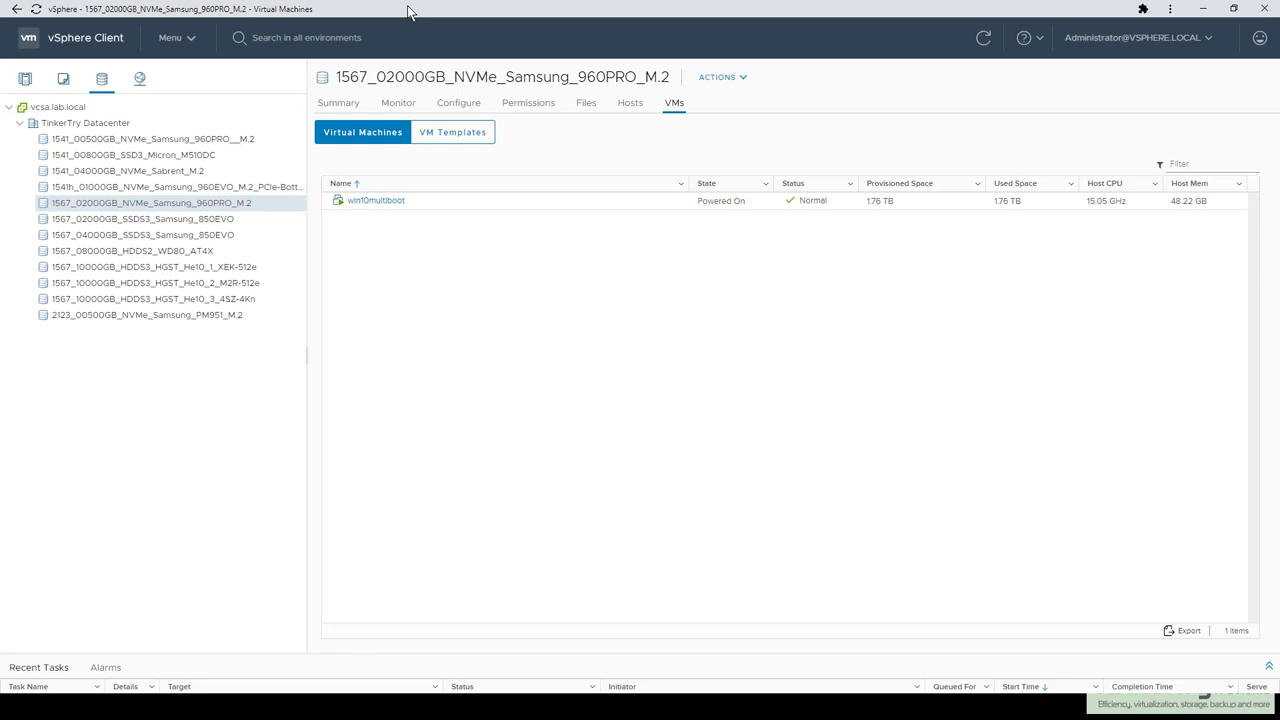 vSphere - 1567_02000GB_NVMe_Samsung_960PRO_M.2 - Virtual Machines
vm vSphere Client Menu Search in all environments Administrator@VSPHERE.LOCAL
vcsa.lab.local
TinkerTry Datacenter
1541_00500GB_NVMe_Samsung_960PRO__M.2
1541_00800GB_SSD3_Micron_M510DC
1541_04000GB_NVMe_Sabrent_M.2
1541h_01000GB_NVMe_Samsung_960EVO_M.2_PCIe-Bott...
1567_02000GB_NVMe_Samsung_960PRO_M.2
1567_02000GB_SSDS3_Samsung_850EVO
1567_04000GB_SSDS3_Samsung_850EVO
1567_08000GB_HDDS2_WD80_AT4X
1567_10000GB_HDDS3_HGST_He10_1_XEK-512e
1567_10000GB_HDDS3_HGST_He10_2_M2R-512e
1567_10000GB_HDDS3_HGST_He10_3_4SZ-4Kn
2123_00500GB_NVMe_Samsung_PM951_M.2
1567_02000GB_NVMe_Samsung_960PRO_M.2 ACTIONS
Summary Monitor Configure Permissions Files Hosts VMs
Virtual Machines VM Templates
Filter
Name State Status Provisioned Space Used Space Host CPU Host Mem
win10multiboot Powered On Normal 1.76 TB 1.76 TB 15.05 GHz 48.22 GB
Export 1 items
Recent Tasks Alarms
Task Name Details Target Status Initiator Queued For Start Time Completion Time Serve
Efficiency, virtualization, storage, backup and more